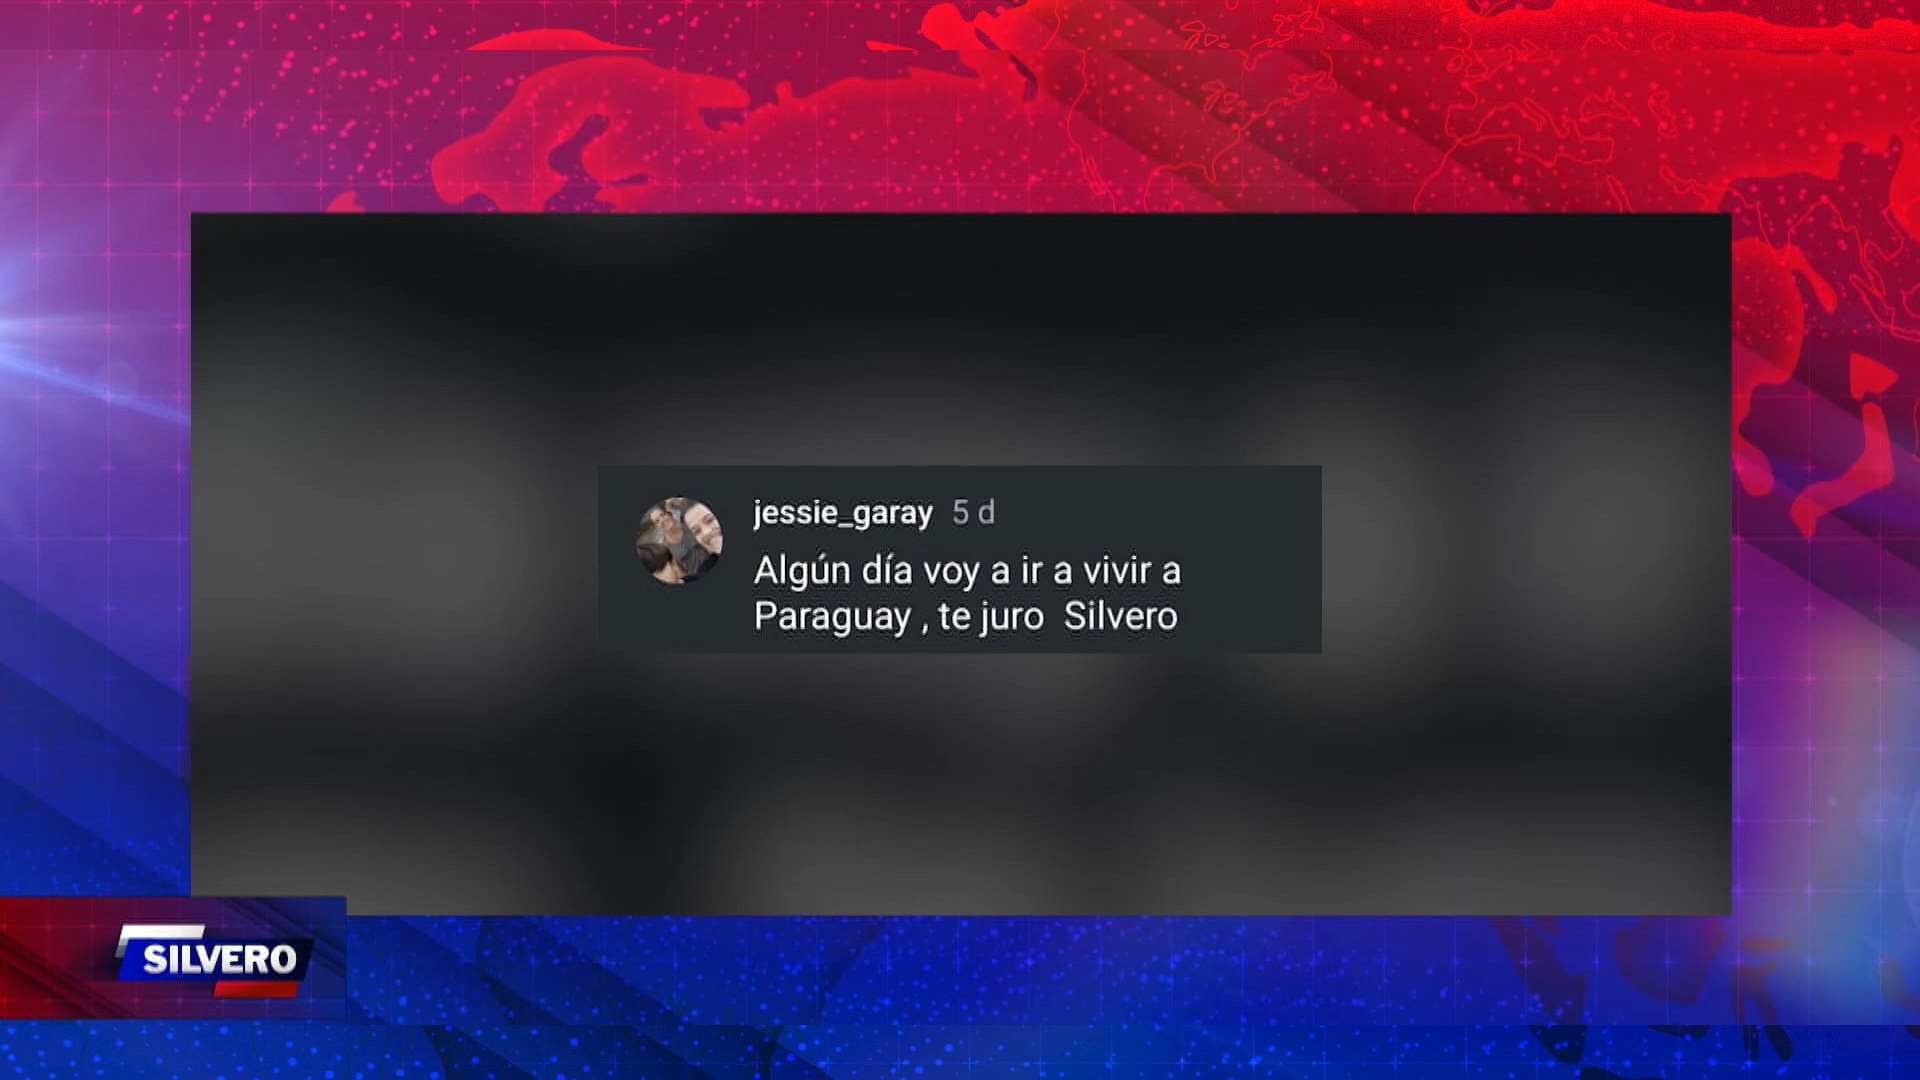 jessie_garay 5 d
Algún día voy a ir a vivir a
Paraguay , te juro  Silvero
SILVERO